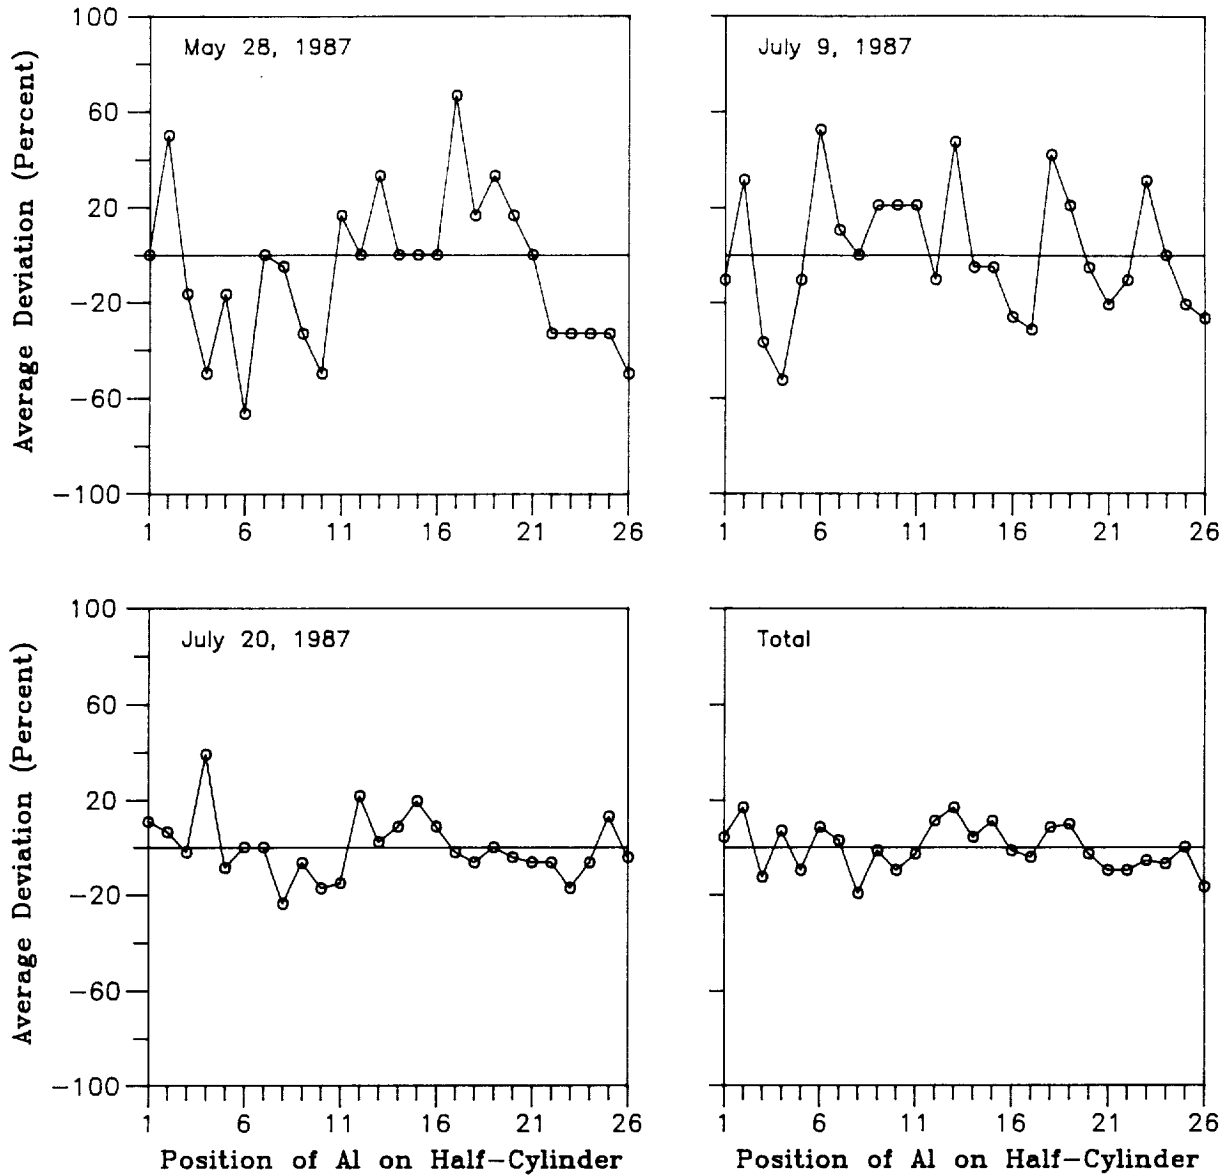 Average Deviation (Percent)
May 28, 1987
100
60
20
-20
-60
-100
1 6 11 16 21 26
July 9, 1987
1 6 11 16 21 26
Average Deviation (Percent)
July 20, 1987
100
60
20
-20
-60
-100
1 6 11 16 21 26
Position of Al on Half-Cylinder
Total
1 6 11 16 21 26
Position of Al on Half-Cylinder